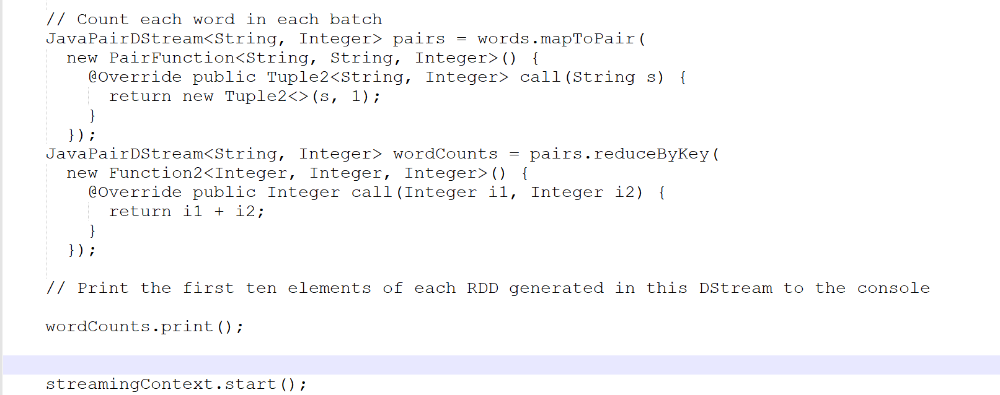 // Count each word in each batch
JavaPairDStream<String, Integer> pairs = words.mapToPair(
new PairFunction<String, String, Integer>() {
@Override public Tuple2<String, Integer> call(String s) {
return new Tuple2<>(s, 1);
}
});
JavaPairDStream<String, Integer> wordCounts = pairs.reduceByKey(
new Function2<Integer, Integer, Integer>() {
@Override public Integer call(Integer i1, Integer i2) {
return i1 + i2;
}
});
// Print the first ten elements of each RDD generated in this DStream to the console
wordCounts.print();
streamingContext.start();